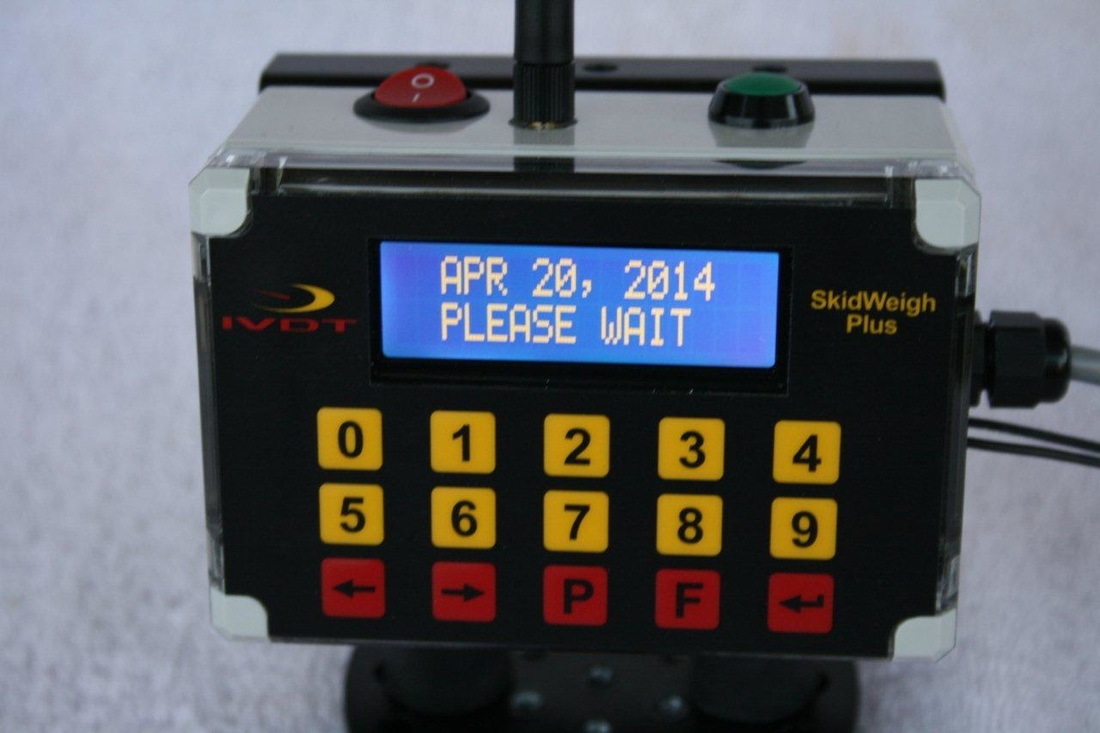 O I
APR 20, 2014
PLEASE WAIT
IVDT
SkidWeigh
Plus
0 1 2 3 4
5 6 7 8 9
← → P F ↵